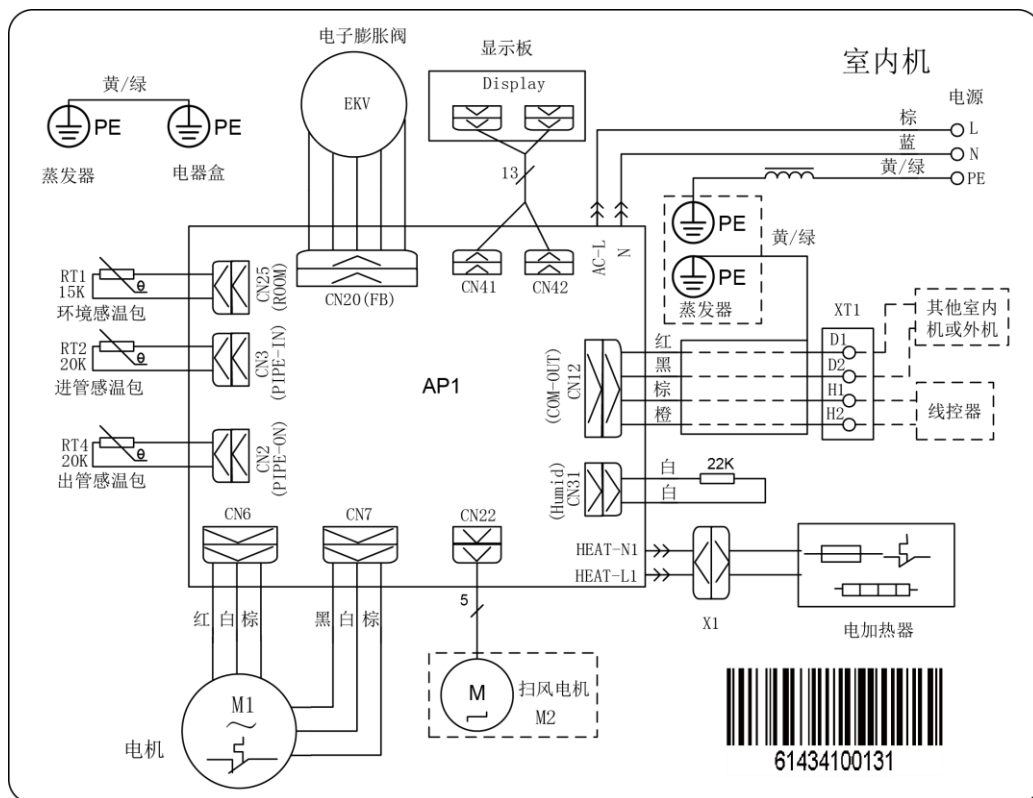 室内机
电子膨胀阀
EKV
显示板
Display
13
黄/绿
PE
PE
蒸发器
电器盒
电源
棕
L
蓝
N
黄/绿
PE
PE
黄/绿
PE
蒸发器
AC-L
N
CN20(FB)
CN41
CN42
RT1
15K
θ
环境感温包
CN25
(ROOM)
RT2
20K
θ
进管感温包
CN3
(PIPE-IN)
RT4
20K
θ
出管感温包
CN2
(PIPE-ON)
AP1
(COM-OUT)
CN12
红
黑
棕
橙
XT1
D1
D2
H1
H2
其他室内
机或外机
线控器
(Humid)
CN31
白
白
22K
HEAT-N1
HEAT-L1
X1
电加热器
CN6
CN7
CN22
红
白
棕
黑
白
棕
5
M1
电机
M
扫风电机
M2
61434100131